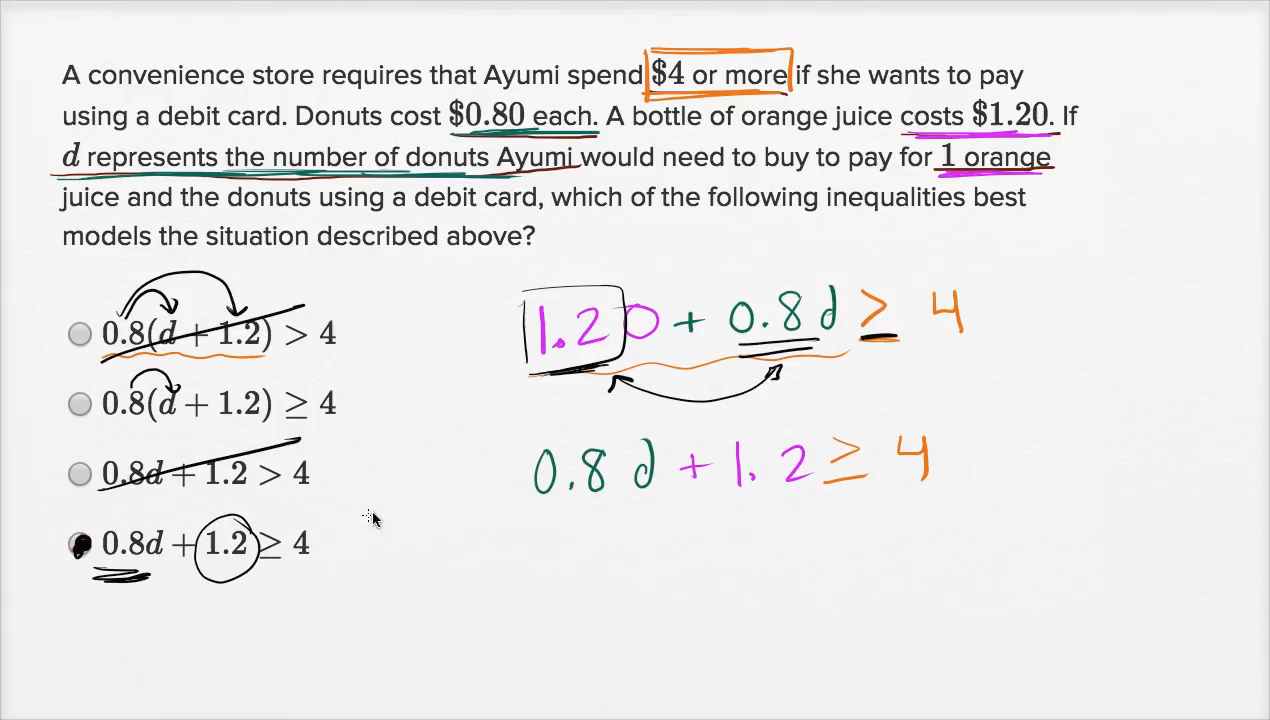 A convenience store requires that Ayumi spend $4 or more if she wants to pay
using a debit card. Donuts cost $0.80 each. A bottle of orange juice costs $1.20. If
d represents the number of donuts Ayumi would need to buy to pay for 1 orange
juice and the donuts using a debit card, which of the following inequalities best
models the situation described above?
0.8(d + 1.2) > 4
0.8(d + 1.2) ≥ 4
0.8d + 1.2 > 4
0.8d + 1.2 ≥ 4
1.20 + 0.8d ≥ 4
0.8d + 1.2 ≥ 4